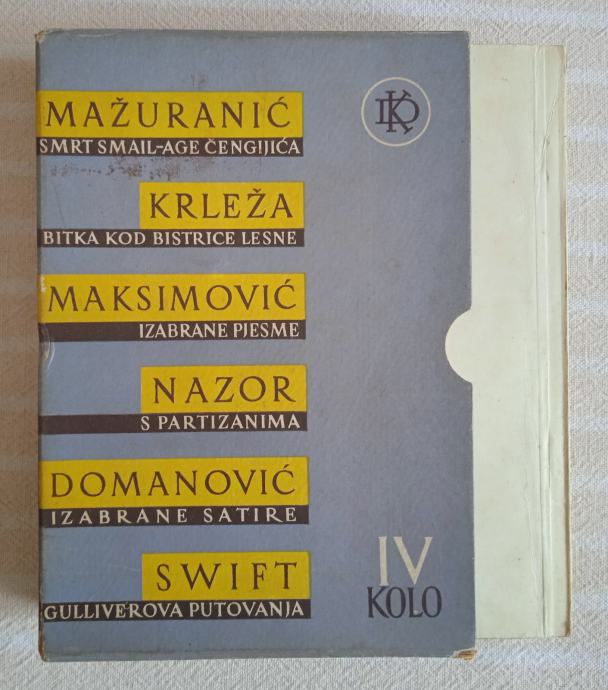 DK
MAŽURANIĆ
SMRT SMAIL-AGE ČENGIJIĆA
KRLEŽA
BITKA KOD BISTRICE LESNE
MAKSIMOVIĆ
IZABRANE PJESME
NAZOR
S PARTIZANIMA
DOMANOVIĆ
IZABRANE SATIRE
SWIFT
GULLIVEROVA PUTOVANJA
IV
KOLO